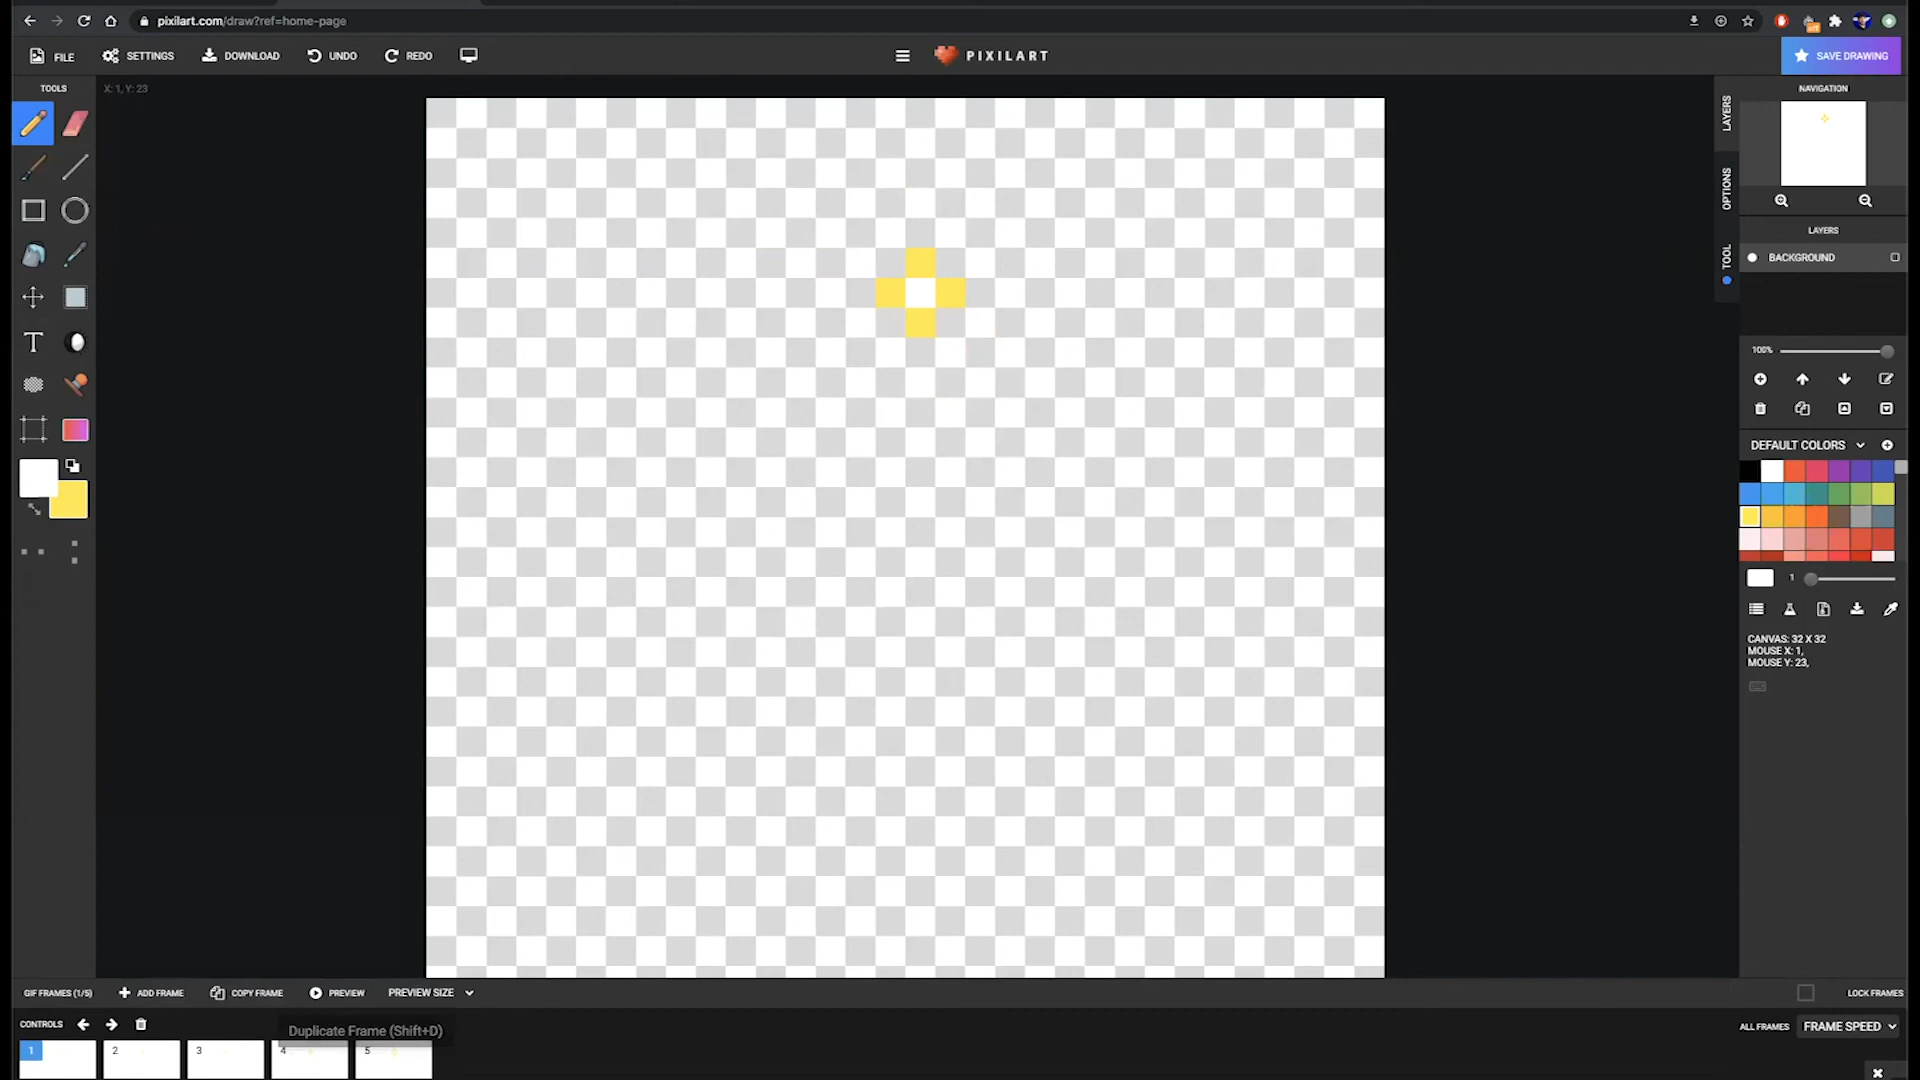 pixilart.com/draw?ref=home-page
FILE
SETTINGS
DOWNLOAD
UNDO
REDO
PIXILART
SAVE DRAWING
TOOLS
X: 1, Y: 23
T
LAYERS
OPTIONS
TOOL
NAVIGATION
LAYERS
BACKGROUND
100%
DEFAULT COLORS
1
CANVAS: 32 X 32
MOUSE X: 1,
MOUSE Y: 23,
GIF FRAMES (1/5)
ADD FRAME
COPY FRAME
PREVIEW
PREVIEW SIZE
LOCK FRAMES
CONTROLS
Duplicate Frame (Shift+D)
ALL FRAMES
FRAME SPEED
1
2
3
4
5